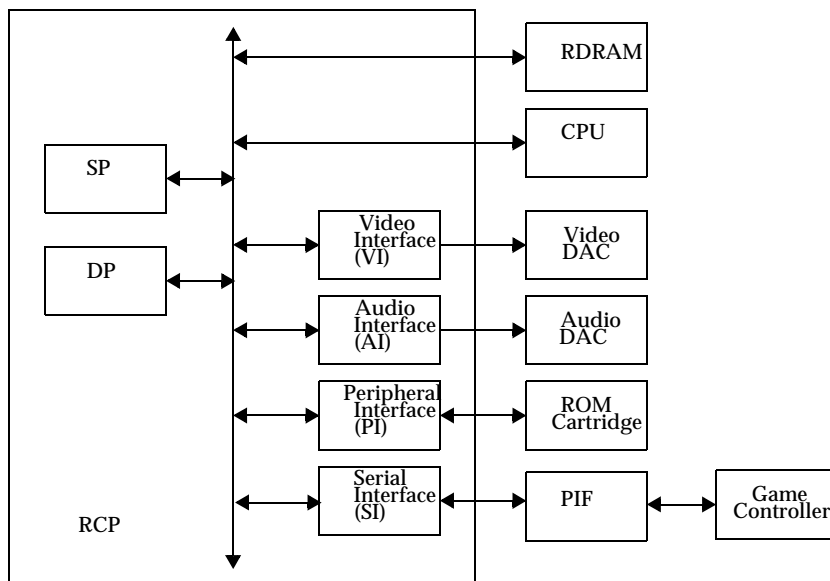 RDRAM
CPU
SP
Video
Interface
(VI)
Video
DAC
DP
Audio
Interface
(AI)
Audio
DAC
Peripheral
Interface
(PI)
ROM
Cartridge
Serial
Interface
(SI)
PIF
Game
Controller
RCP